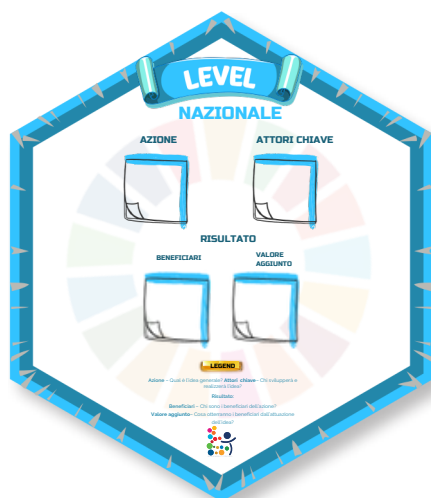 LEVEL
NAZIONALE
AZIONE ATTORI CHIAVE
RISULTATO
BENEFICIARI VALORE
AGGIUNTO
LEGEND
Azione – Qual è l'idea generale? Attori chiave – Chi svilupperà e
realizzerà l'idea?
Risultato:
Beneficiari – Chi sono i beneficiari dell'azione?
Valore aggiunto – Cosa otterranno i beneficiari dall'attuazione
dell'idea?